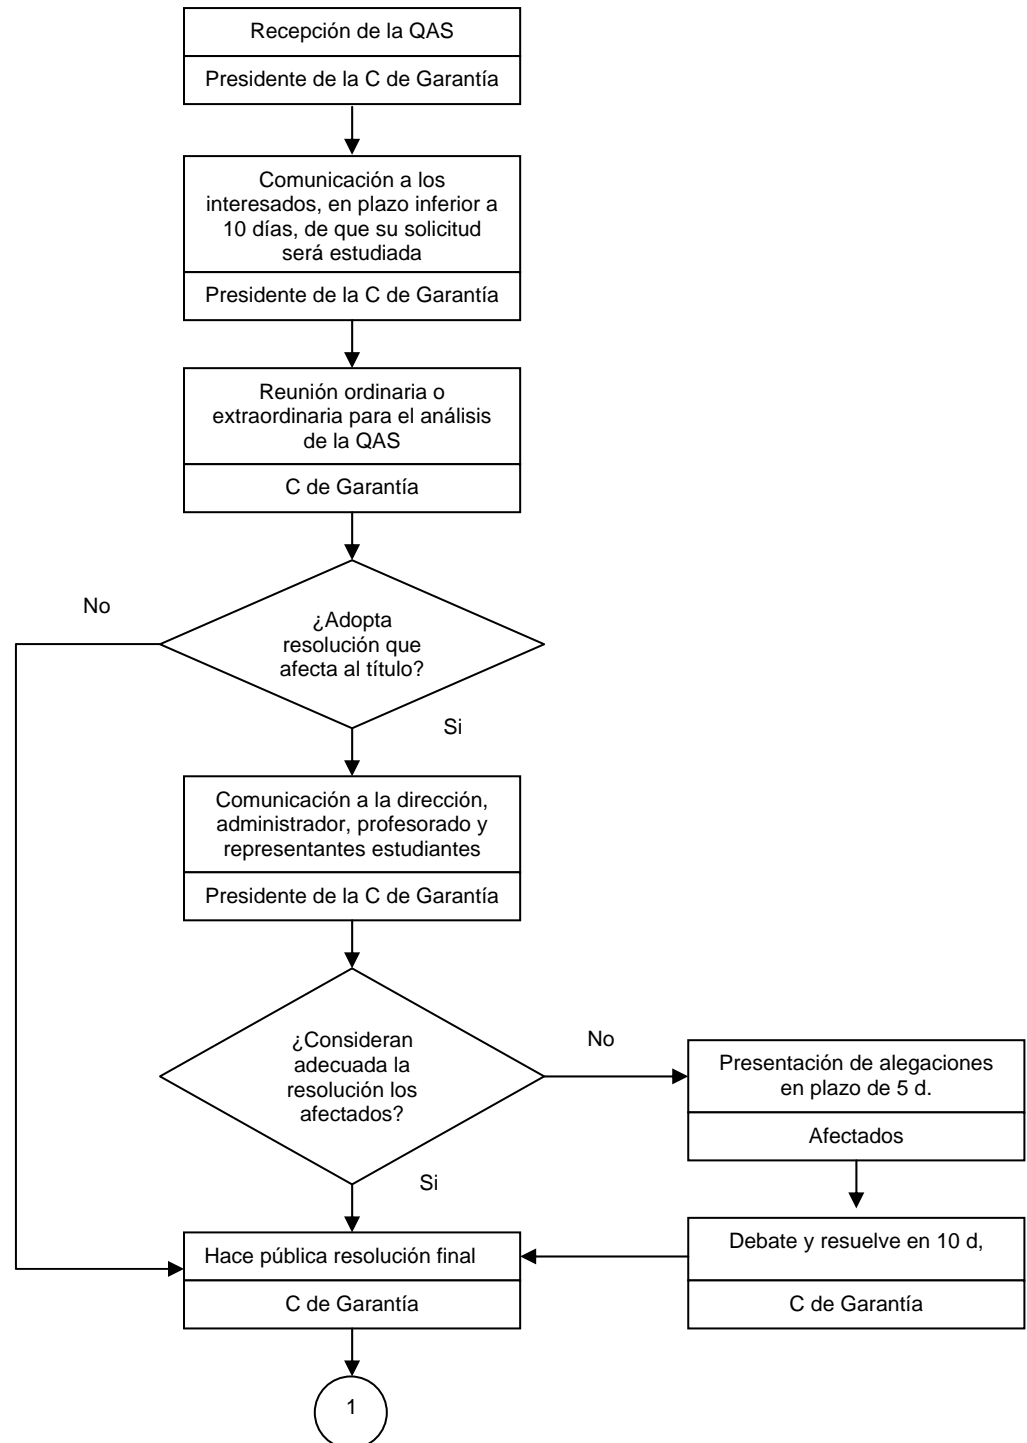 Recepción de la QAS
Presidente de la C de Garantía
Comunicación a los
interesados, en plazo inferior a
10 días, de que su solicitud
será estudiada
Presidente de la C de Garantía
Reunión ordinaria o
extraordinaria para el análisis
de la QAS
C de Garantía
No
¿Adopta
resolución que
afecta al título?
Si
Comunicación a la dirección,
administrador, profesorado y
representantes estudiantes
Presidente de la C de Garantía
¿Consideran
adecuada la
resolución los
afectados?
No
Presentación de alegaciones
en plazo de 5 d.
Afectados
Si
Hace pública resolución final
C de Garantía
Debate y resuelve en 10 d,
C de Garantía
1